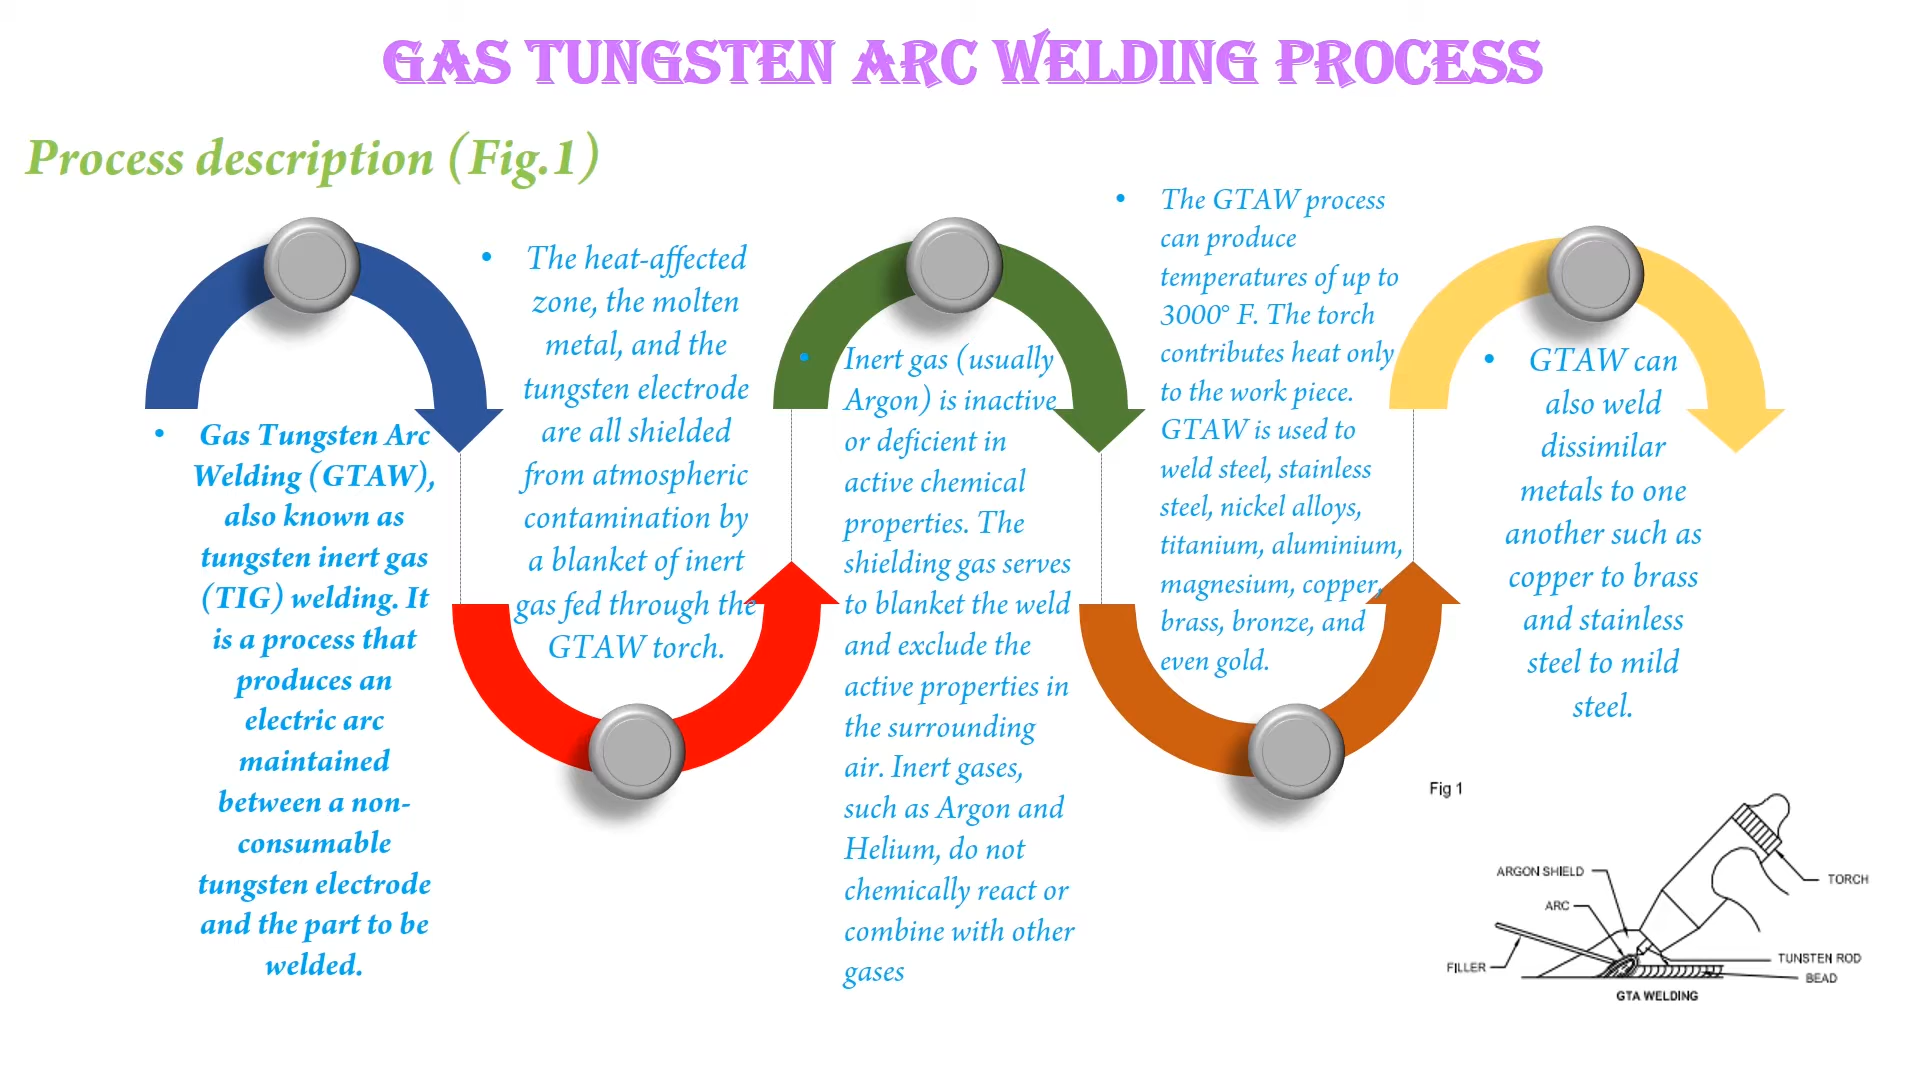 GAS TUNGSTEN ARC WELDING PROCESS
Process description (Fig.1)
• Gas Tungsten Arc
Welding (GTAW),
also known as
tungsten inert gas
(TIG) welding. It
is a process that
produces an
electric arc
maintained
between a non-
consumable
tungsten electrode
and the part to be
welded.
• The heat-affected
zone, the molten
metal, and the
tungsten electrode
are all shielded
from atmospheric
contamination by
a blanket of inert
gas fed through the
GTAW torch.
• Inert gas (usually
Argon) is inactive
or deficient in
active chemical
properties. The
shielding gas serves
to blanket the weld
and exclude the
active properties in
the surrounding
air. Inert gases,
such as Argon and
Helium, do not
chemically react or
combine with other
gases
• The GTAW process
can produce
temperatures of up to
3000° F. The torch
contributes heat only
to the work piece.
GTAW is used to
weld steel, stainless
steel, nickel alloys,
titanium, aluminium,
magnesium, copper,
brass, bronze, and
even gold.
• GTAW can
also weld
dissimilar
metals to one
another such as
copper to brass
and stainless
steel to mild
steel.
Fig 1
ARGON SHIELD
TORCH
ARC
TUNSTEN ROD
FILLER
BEAD
GTA WELDING